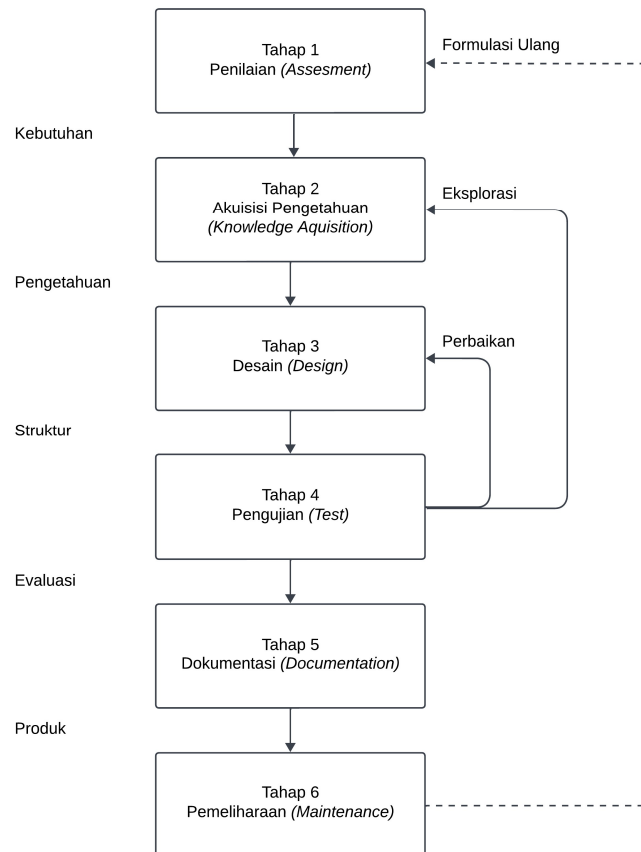 Tahap 1
Penilaian (Assesment)
Formulasi Ulang
Kebutuhan
Tahap 2
Akuisisi Pengetahuan
(Knowledge Aquisition)
Eksplorasi
Pengetahuan
Tahap 3
Desain (Design)
Perbaikan
Struktur
Tahap 4
Pengujian (Test)
Evaluasi
Tahap 5
Dokumentasi (Documentation)
Produk
Tahap 6
Pemeliharaan (Maintenance)